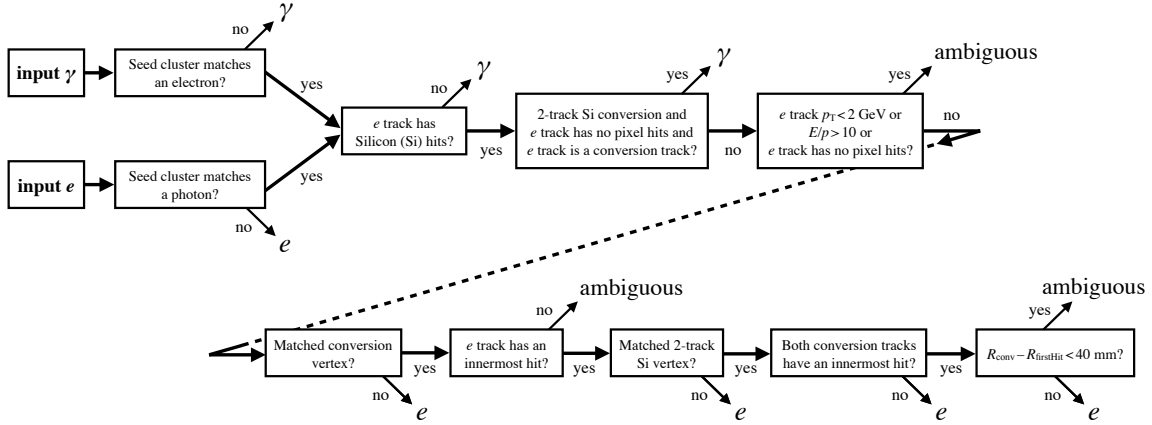 input γ
Seed cluster matches
an electron?
no
γ
yes
input e
Seed cluster matches
a photon?
yes
no
e
e track has
Silicon (Si) hits?
no
γ
yes
2-track Si conversion and
e track has no pixel hits and
e track is a conversion track?
yes
γ
no
e track pT < 2 GeV or
E/p > 10 or
e track has no pixel hits?
yes
ambiguous
no
Matched conversion
vertex?
no
e
yes
e track has an
innermost hit?
no
ambiguous
yes
Matched 2-track
Si vertex?
no
e
yes
Both conversion tracks
have an innermost hit?
no
e
yes
Rconv − RfirstHit < 40 mm?
yes
ambiguous
no
e